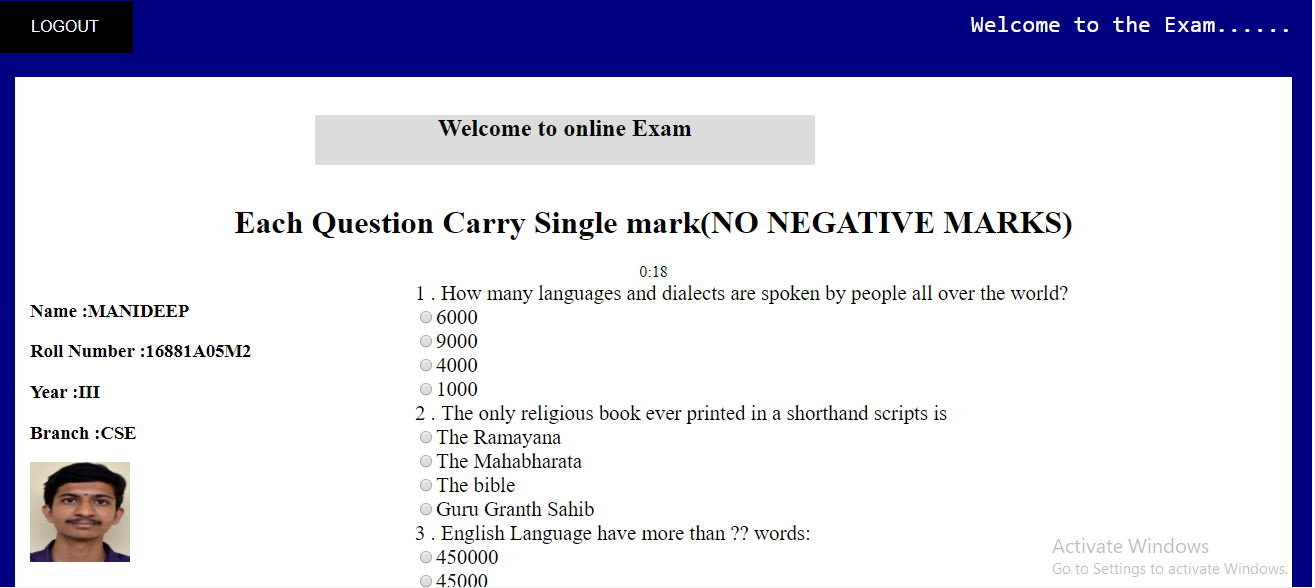 LOGOUT
Welcome to the Exam......
Welcome to online Exam
Each Question Carry Single mark(NO NEGATIVE MARKS)
0:18
Name :MANIDEEP
Roll Number :16881A05M2
Year :III
Branch :CSE
1 . How many languages and dialects are spoken by people all over the world?
6000
9000
4000
1000
2 . The only religious book ever printed in a shorthand scripts is
The Ramayana
The Mahabharata
The bible
Guru Granth Sahib
3 . English Language have more than ?? words:
450000
45000
Activate Windows
Go to Settings to activate Windows.